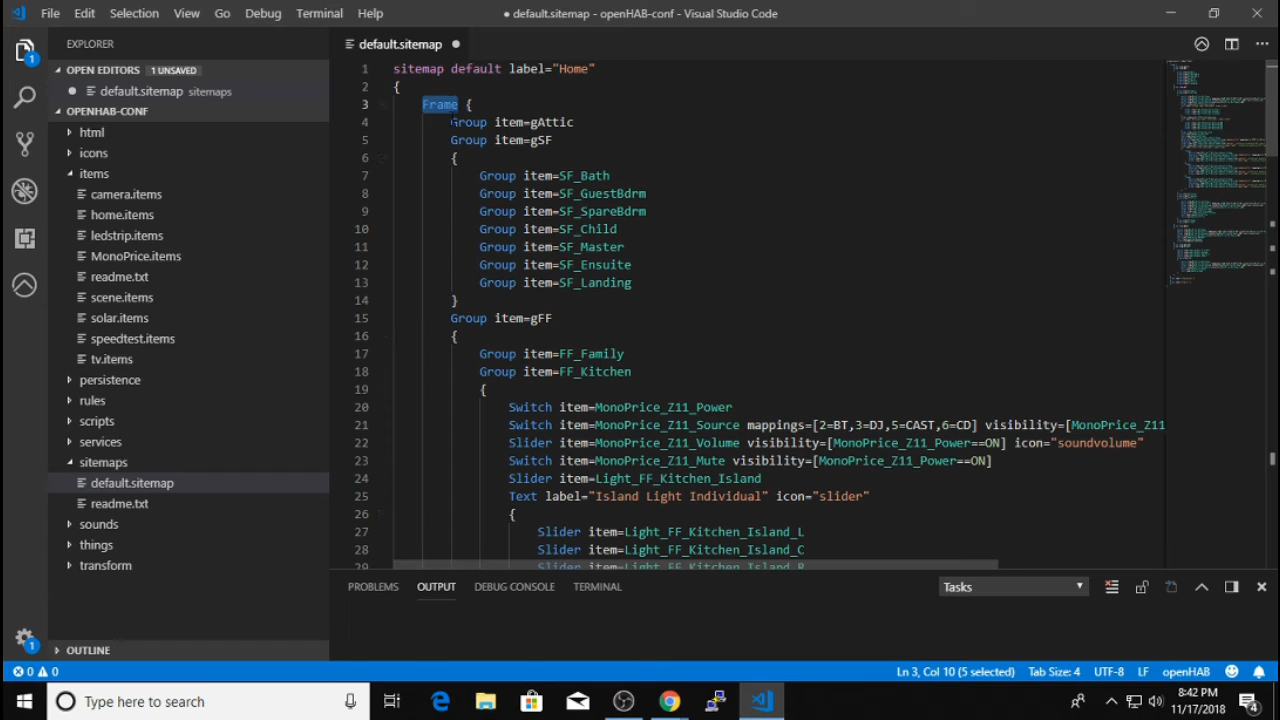 File Edit Selection View Go Debug Terminal Help
● default.sitemap - openHAB-conf - Visual Studio Code
EXPLORER
OPEN EDITORS 1 UNSAVED
default.sitemap sitemaps
OPENHAB-CONF
html
icons
items
camera.items
home.items
ledstrip.items
MonoPrice.items
readme.txt
scene.items
solar.items
speedtest.items
tv.items
persistence
rules
scripts
services
sitemaps
default.sitemap
readme.txt
sounds
things
transform
OUTLINE
default.sitemap
1 sitemap default label="Home"
2 {
3 Frame {
4 Group item=gAttic
5 Group item=gSF
6 {
7 Group item=SF_Bath
8 Group item=SF_GuestBdrm
9 Group item=SF_SpareBdrm
10 Group item=SF_Child
11 Group item=SF_Master
12 Group item=SF_Ensuite
13 Group item=SF_Landing
14 }
15 Group item=gFF
16 {
17 Group item=FF_Family
18 Group item=FF_Kitchen
19 {
20 Switch item=MonoPrice_Z11_Power
21 Switch item=MonoPrice_Z11_Source mappings=[2=BT,3=DJ,5=CAST,6=CD] visibility=[MonoPrice_Z11
22 Slider item=MonoPrice_Z11_Volume visibility=[MonoPrice_Z11_Power==ON] icon="soundvolume"
23 Switch item=MonoPrice_Z11_Mute visibility=[MonoPrice_Z11_Power==ON]
24 Slider item=Light_FF_Kitchen_Island
25 Text label="Island Light Individual" icon="slider"
26 {
27 Slider item=Light_FF_Kitchen_Island_L
28 Slider item=Light_FF_Kitchen_Island_C
29 Slider item=Light_FF_Kitchen_Island_R
PROBLEMS OUTPUT DEBUG CONSOLE TERMINAL
Tasks
0 0
Ln 3, Col 10 (5 selected) Tab Size: 4 UTF-8 LF openHAB
Type here to search
8:42 PM
11/17/2018
1
1
4